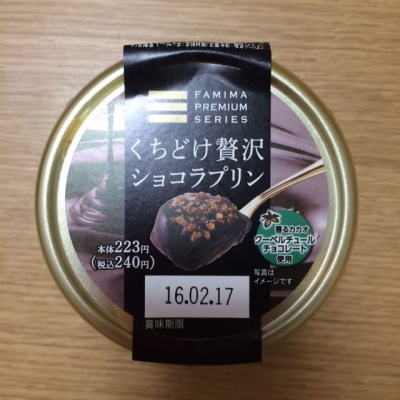 FAMIMA
PREMIUM
SERIES
くちどけ贅沢
ショコラプリン
本体223円
(税込240円)
香るカカオ
クーベルチュール
チョコレート
使用
写真は
イメージです
16.02.17
賞味期限